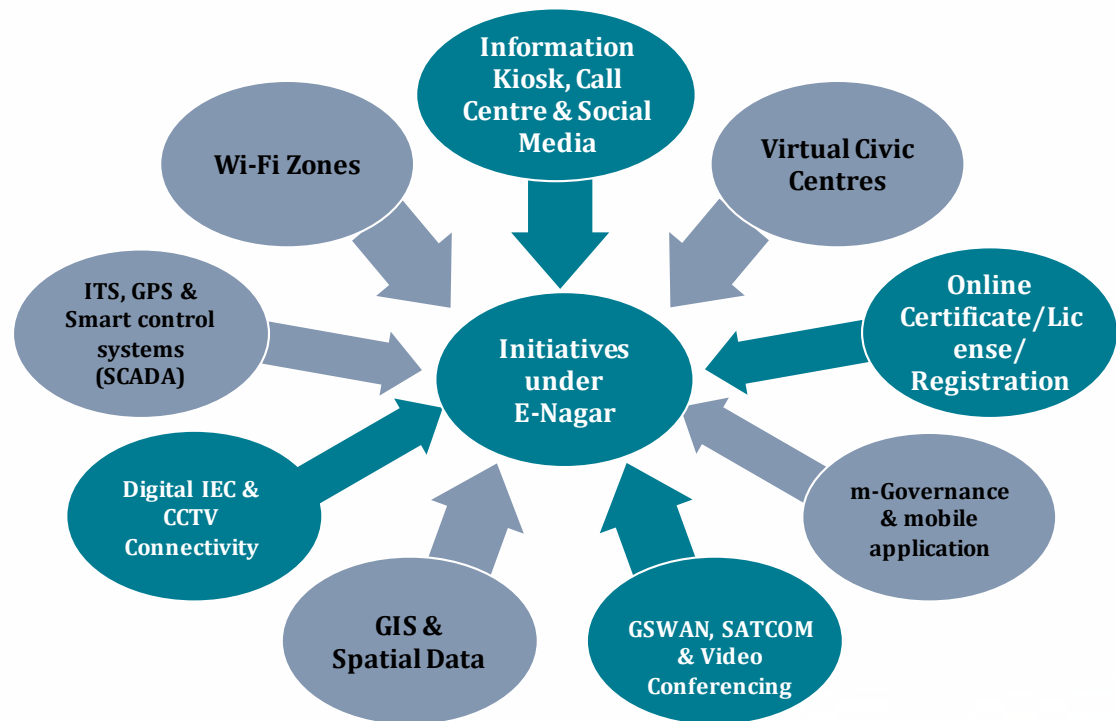 Information
Kiosk, Call
Centre & Social
Media
Wi-Fi Zones
Virtual Civic
Centres
ITS, GPS &
Smart control
systems
(SCADA)
Initiatives
under
E-Nagar
Online
Certificate/Lic
ense/
Registration
Digital IEC &
CCTV
Connectivity
m-Governance
& mobile
application
GIS &
Spatial Data
GSWAN, SATCOM
& Video
Conferencing